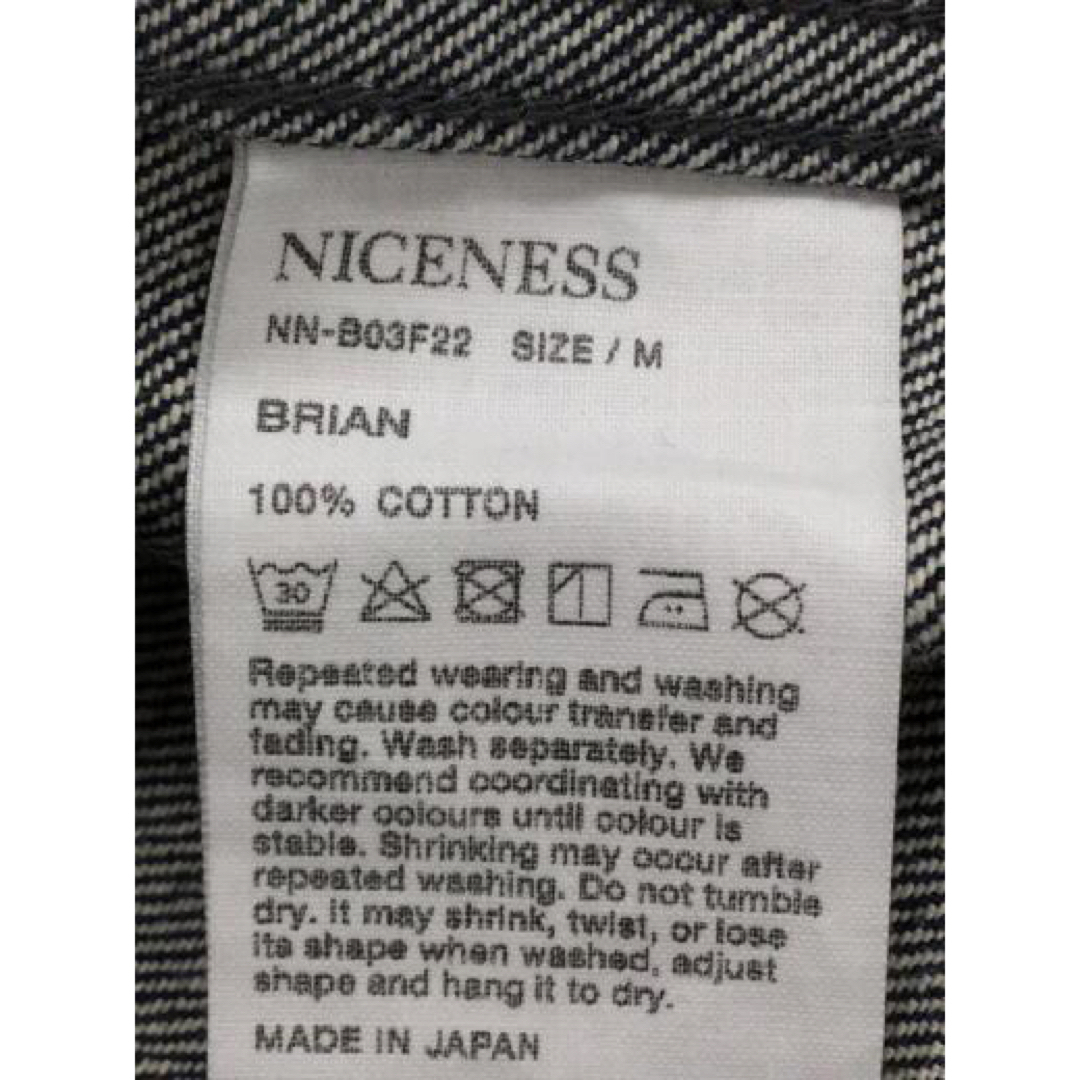 NICENESS
NN-B03F22 SIZE / M
BRIAN
100% COTTON
30
Repeated wearing and washing
may cause colour transfer and
fading. Wash separately. We
recommend coordinating with
darker colours until colour is
stable. Shrinking may occur after
repeated washing. Do not tumble
dry. It may shrink, twist, or lose
its shape when washed, adjust
shape and hang it to dry.
MADE IN JAPAN